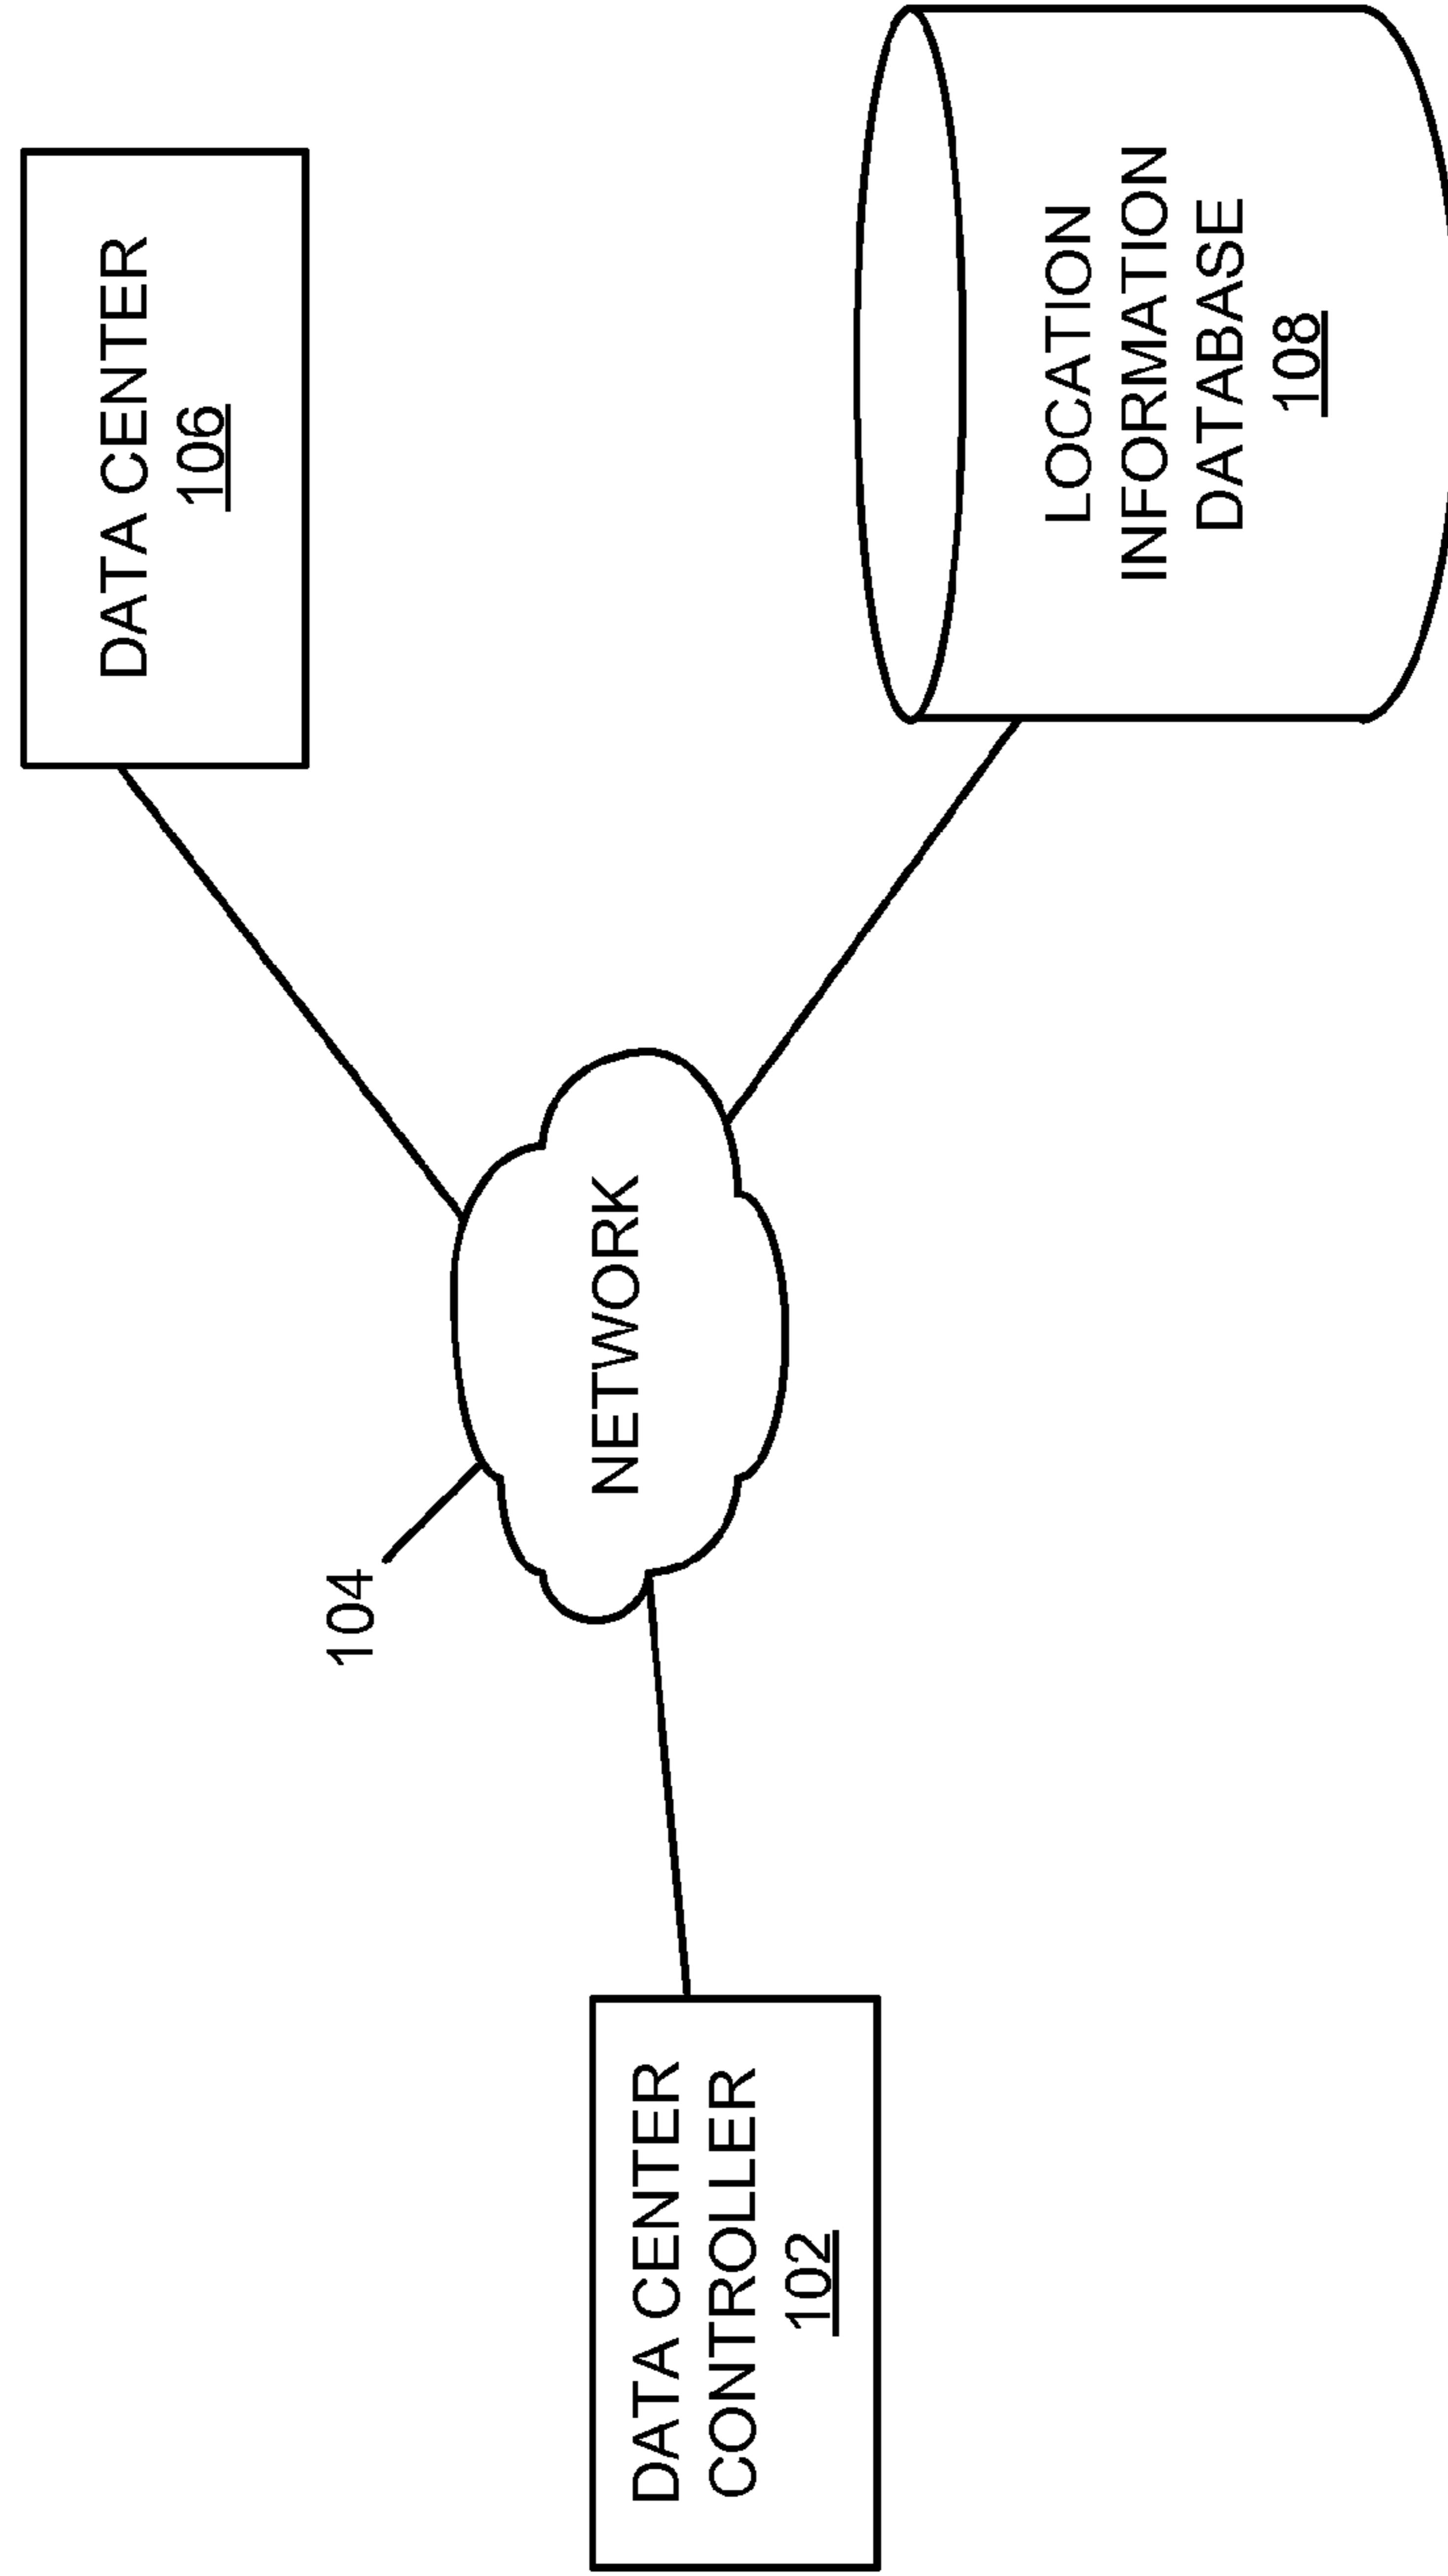 DATA CENTER
106
104
NETWORK
DATA CENTER
CONTROLLER
102
LOCATION
INFORMATION
DATABASE
108